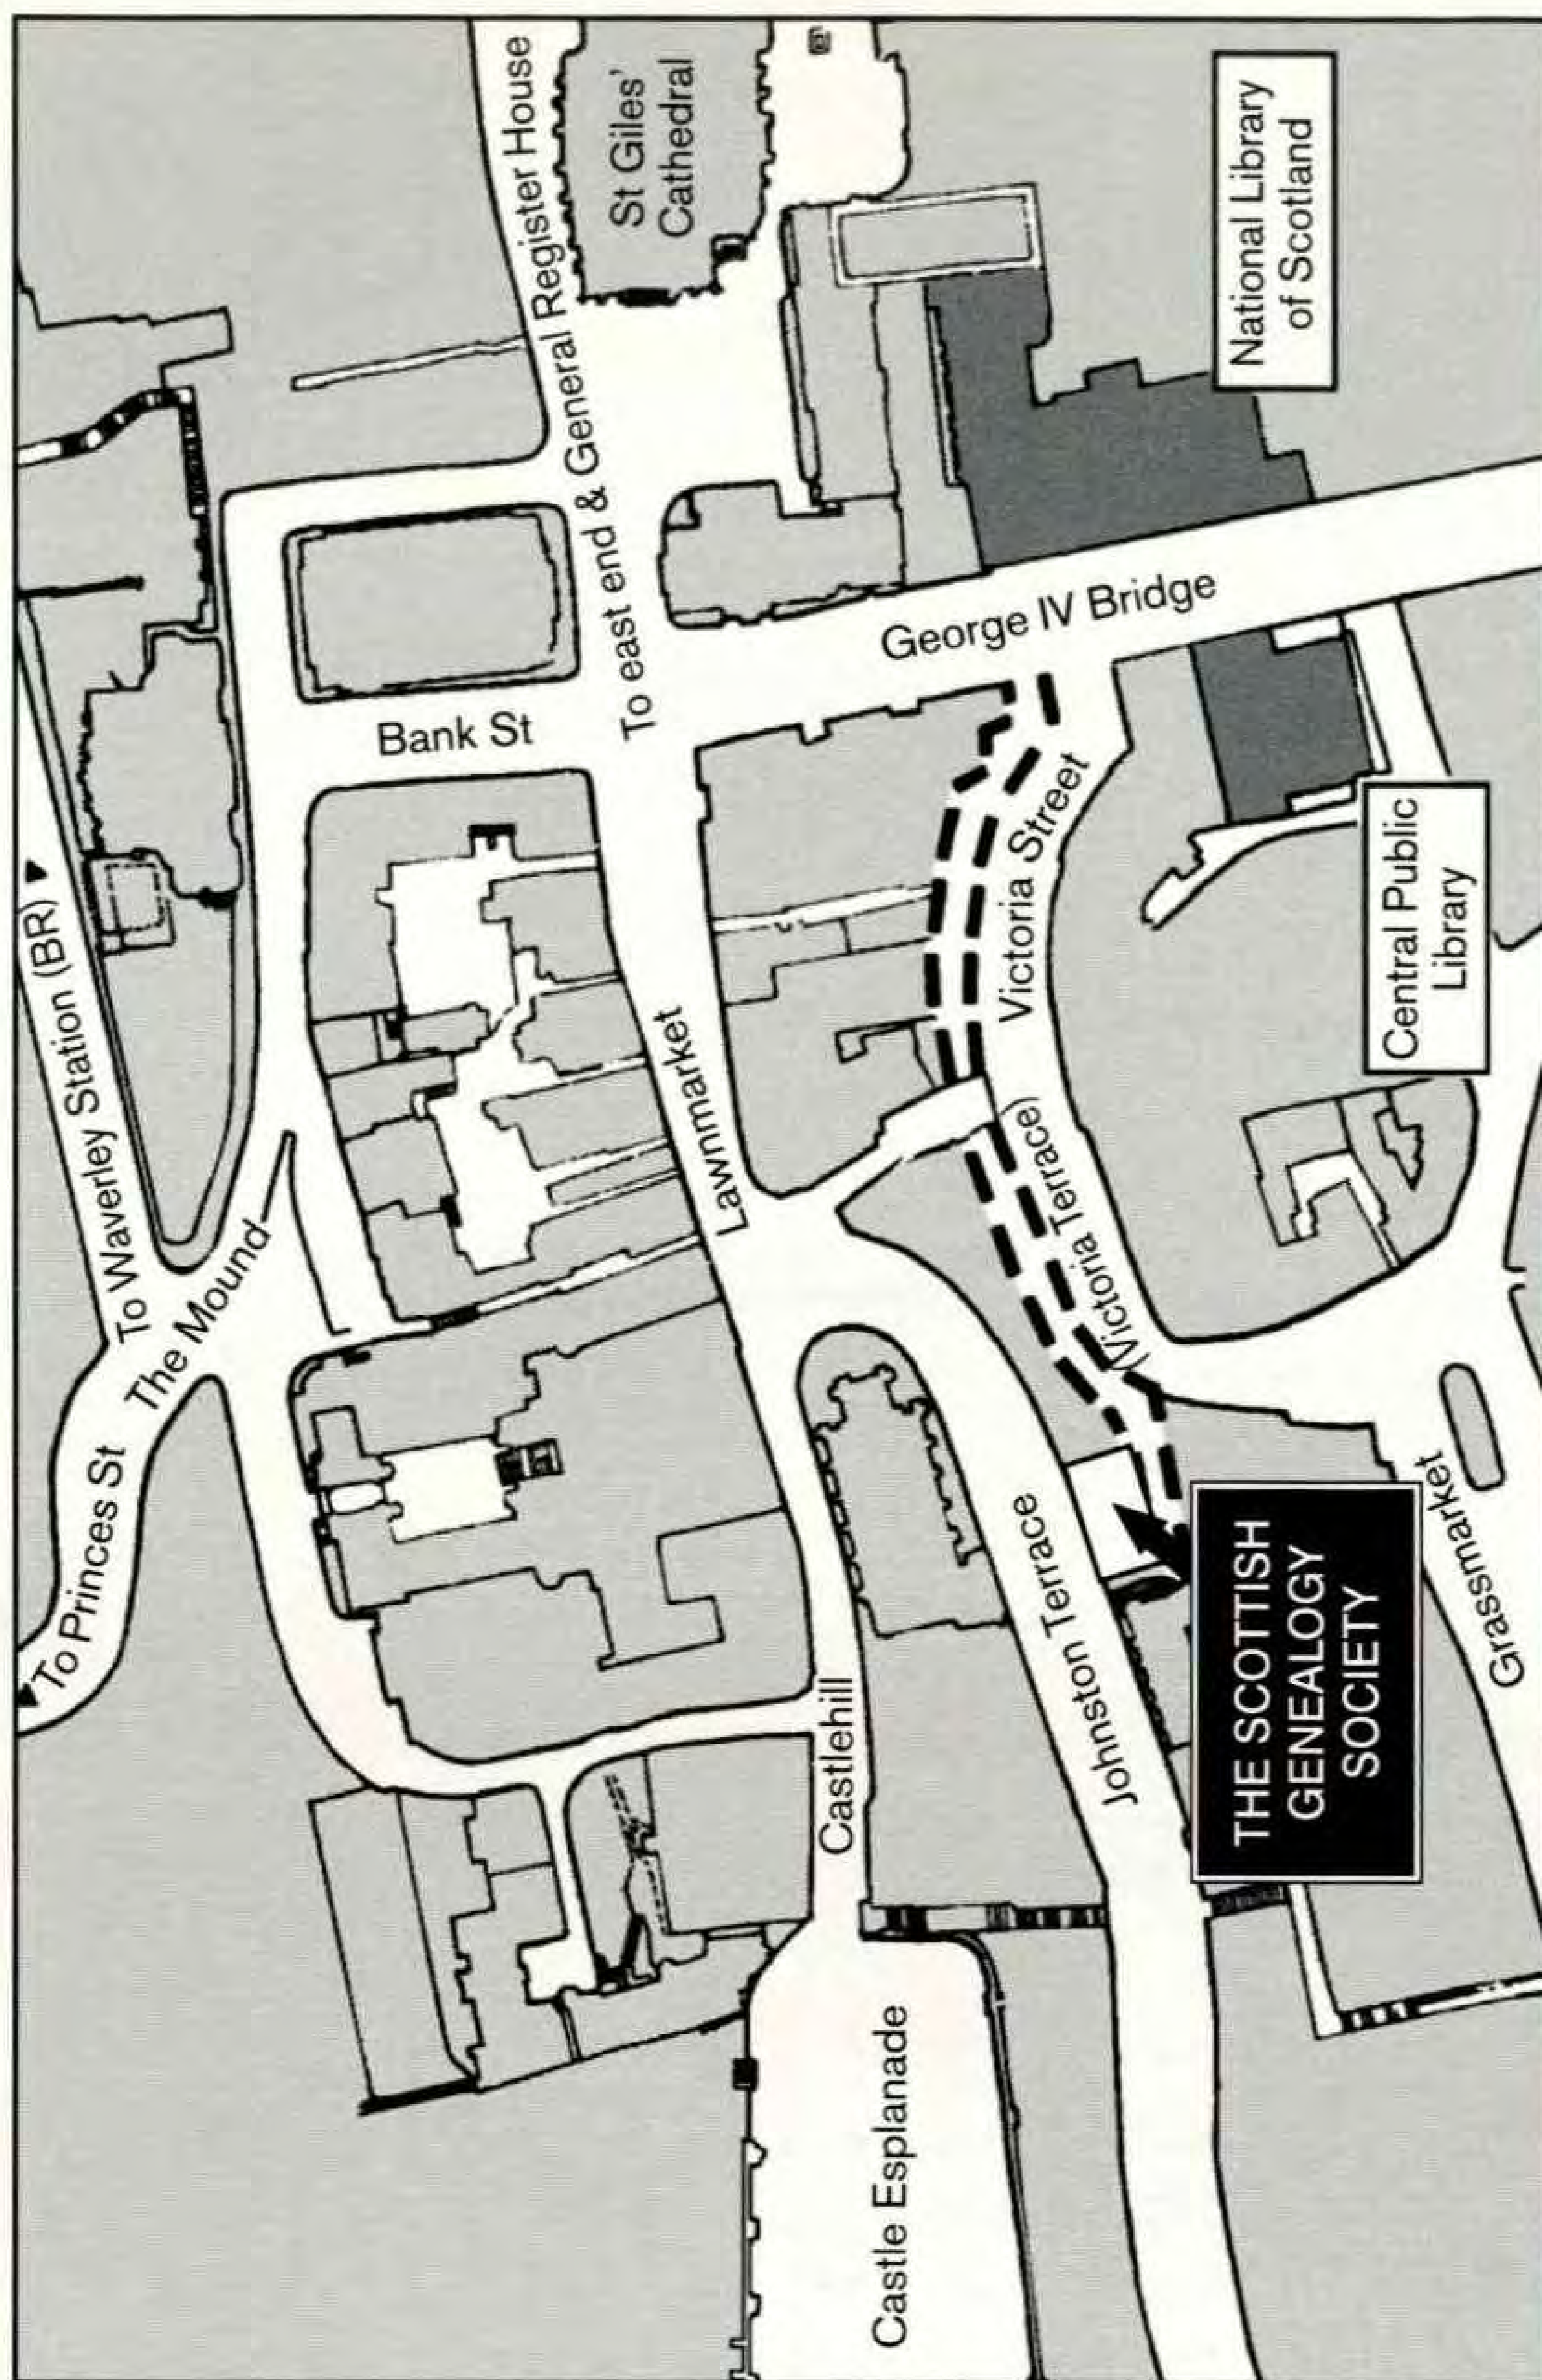 To Princes St
The Mound
To Waverley Station (BR)
Bank St
To east end & General Register House
St Giles'
Cathedral
Lawnmarket
Castlehill
Castle Esplanade
Johnston Terrace
George IV Bridge
Victoria Street
(Victoria Terrace)
National Library
of Scotland
Central Public
Library
THE SCOTTISH
GENEALOGY
SOCIETY
Grassmarket